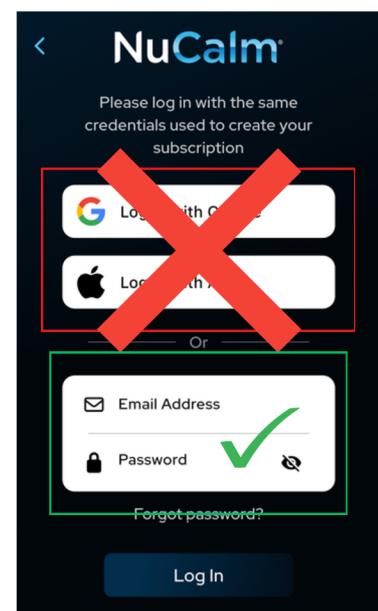 NuCalm
Please log in with the same
credentials used to create your
subscription
Or
Email Address
Password
Forgot password?
Log In